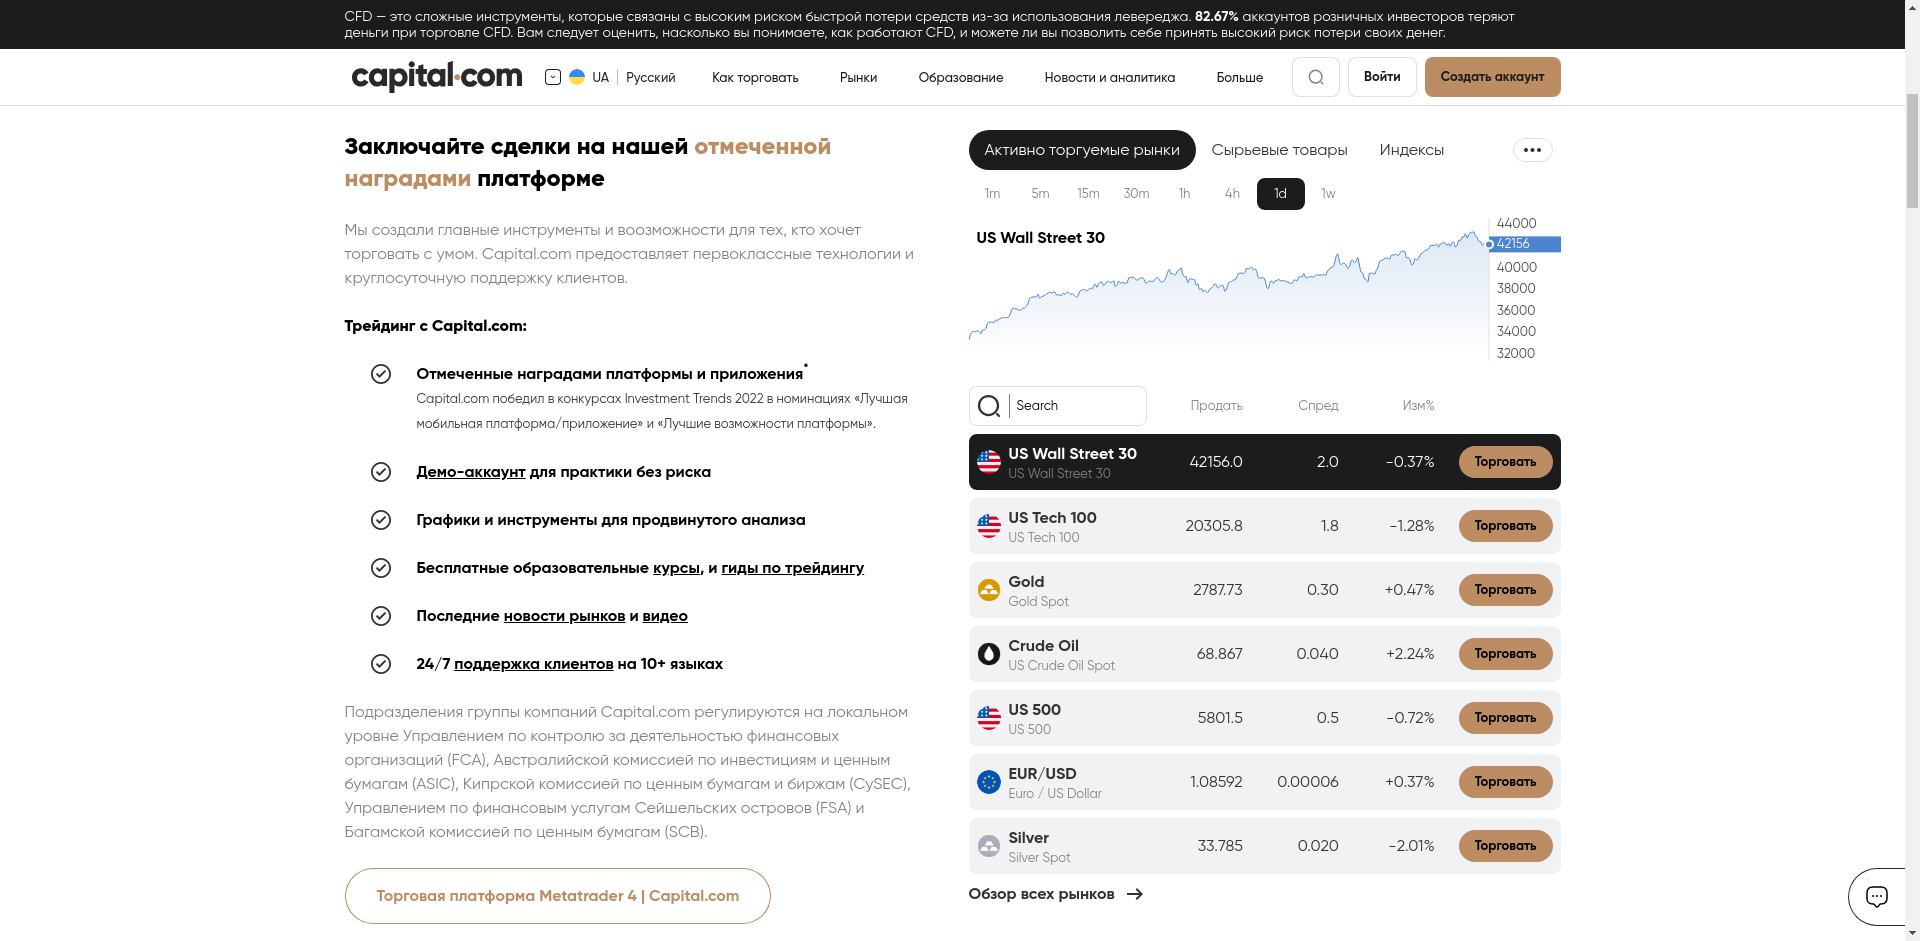 CFD — это сложные инструменты, которые связаны с высоким риском быстрой потери средств из-за использования левереджа. 82.67% аккаунтов розничных инвесторов теряют
деньги при торговле CFD. Вам следует оценить, насколько вы понимаете, как работают CFD, и можете ли вы позволить себе принять высокий риск потери своих денег.
capital.com
UA | Русский
Как торговать
Рынки
Образование
Новости и аналитика
Больше
Войти
Создать аккаунт
Заключайте сделки на нашей отмеченной
наградами платформе
Мы создали главные инструменты и воозможности для тех, кто хочет
торговать с умом. Capital.com предоставляет первоклассные технологии и
круглосуточную поддержку клиентов.
Трейдинг с Capital.com:
Отмеченные наградами платформы и приложения*
Capital.com победил в конкурсах Investment Trends 2022 в номинациях «Лучшая
мобильная платформа/приложение» и «Лучшие возможности платформы».
Демо-аккаунт для практики без риска
Графики и инструменты для продвинутого анализа
Бесплатные образовательные курсы, и гиды по трейдингу
Последние новости рынков и видео
24/7 поддержка клиентов на 10+ языках
Подразделения группы компаний Capital.com регулируются на локальном
уровне Управлением по контролю за деятельностью финансовых
организаций (FCA), Австралийской комиссией по инвестициям и ценным
бумагам (ASIC), Кипрской комиссией по ценным бумагам и биржам (CySEC),
Управлением по финансовым услугам Сейшельских островов (FSA) и
Багамской комиссией по ценным бумагам (SCB).
Торговая платформа Metatrader 4 | Capital.com
Активно торгуемые рынки
Сырьевые товары
Индексы
1m 5m 15m 30m 1h 4h 1d 1w
US Wall Street 30
44000
42156
40000
38000
36000
34000
32000
Search
Продать Спред Изм%
US Wall Street 30
US Wall Street 30
42156.0 2.0 -0.37% Торговать
US Tech 100
US Tech 100
20305.8 1.8 -1.28% Торговать
Gold
Gold Spot
2787.73 0.30 +0.47% Торговать
Crude Oil
US Crude Oil Spot
68.867 0.040 +2.24% Торговать
US 500
US 500
5801.5 0.5 -0.72% Торговать
EUR/USD
Euro / US Dollar
1.08592 0.00006 +0.37% Торговать
Silver
Silver Spot
33.785 0.020 -2.01% Торговать
Обзор всех рынков →